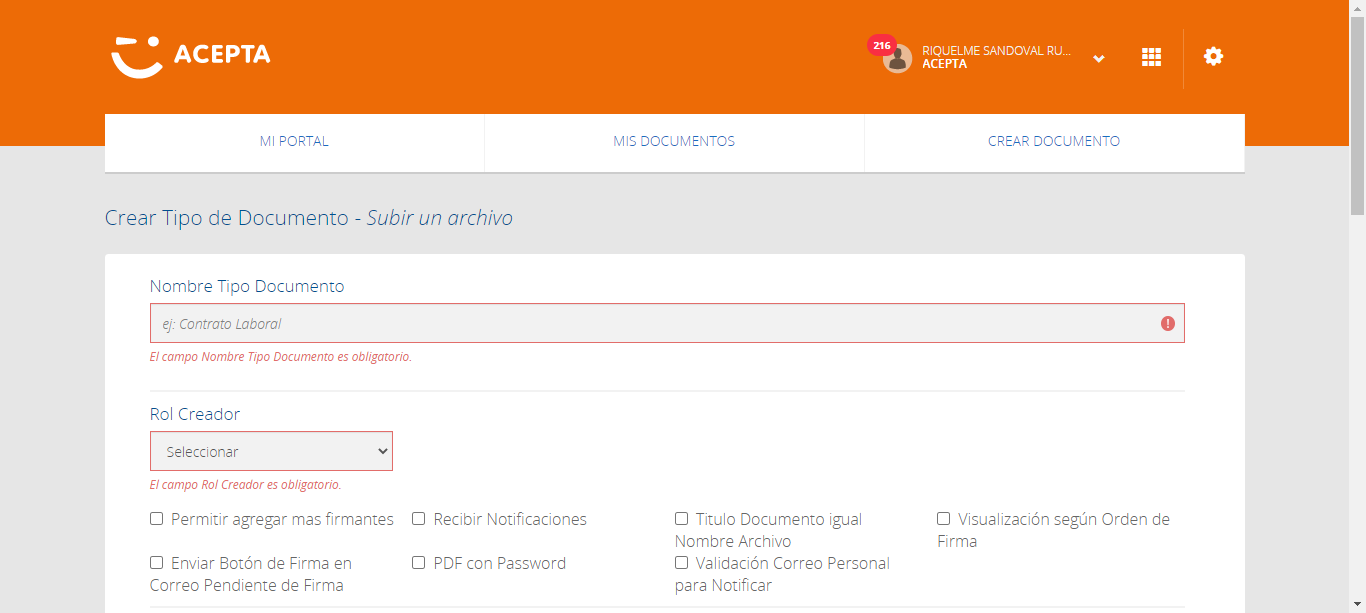 ACEPTA
216
RIQUELME SANDOVAL RU...
ACEPTA
MI PORTAL
MIS DOCUMENTOS
CREAR DOCUMENTO
Crear Tipo de Documento - Subir un archivo
Nombre Tipo Documento
ej: Contrato Laboral
El campo Nombre Tipo Documento es obligatorio.
Rol Creador
Seleccionar
El campo Rol Creador es obligatorio.
Permitir agregar mas firmantes
Recibir Notificaciones
Titulo Documento igual
Nombre Archivo
Visualización según Orden de
Firma
Enviar Botón de Firma en
Correo Pendiente de Firma
PDF con Password
Validación Correo Personal
para Notificar